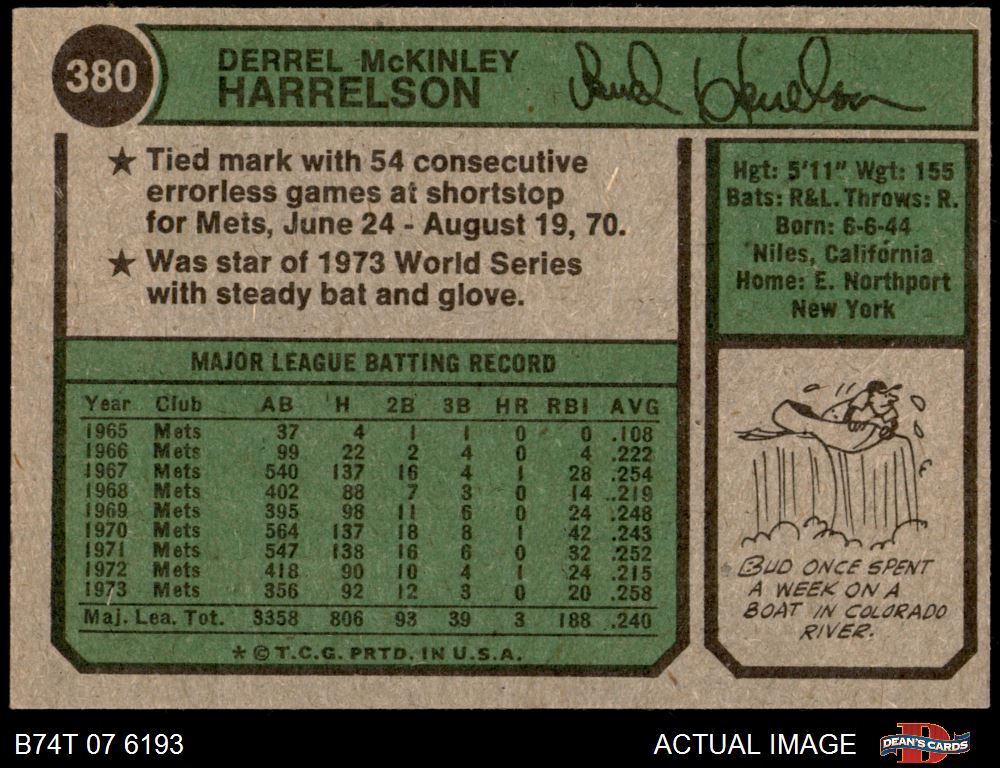 380
DERREL McKINLEY
HARRELSON
Bud Harrelson
★ Tied mark with 54 consecutive
errorless games at shortstop
for Mets, June 24 - August 19, 70.
★ Was star of 1973 World Series
with steady bat and glove.
Hgt: 5'11" Wgt: 155
Bats: R&L. Throws: R.
Born: 6-6-44
Niles, California
Home: E. Northport
New York
MAJOR LEAGUE BATTING RECORD
Year Club AB H 2B 3B HR RBI AVG
1965 Mets 37 4 1 1 0 0 .108
1966 Mets 99 22 2 4 0 4 .222
1967 Mets 540 137 16 4 1 28 .254
1968 Mets 402 88 7 3 0 14 .219
1969 Mets 395 98 11 6 0 24 .248
1970 Mets 564 137 18 8 1 42 .243
1971 Mets 547 138 16 6 0 32 .252
1972 Mets 418 90 10 4 1 24 .215
1973 Mets 356 92 12 3 0 20 .258
Maj. Lea. Tot. 3358 806 93 39 3 188 .240
* © T.C.G. PRTD. IN U.S.A.
BUD ONCE SPENT
A WEEK ON A
BOAT IN COLORADO
RIVER.
B74T 07 6193
ACTUAL IMAGE
DEAN'S CARDS